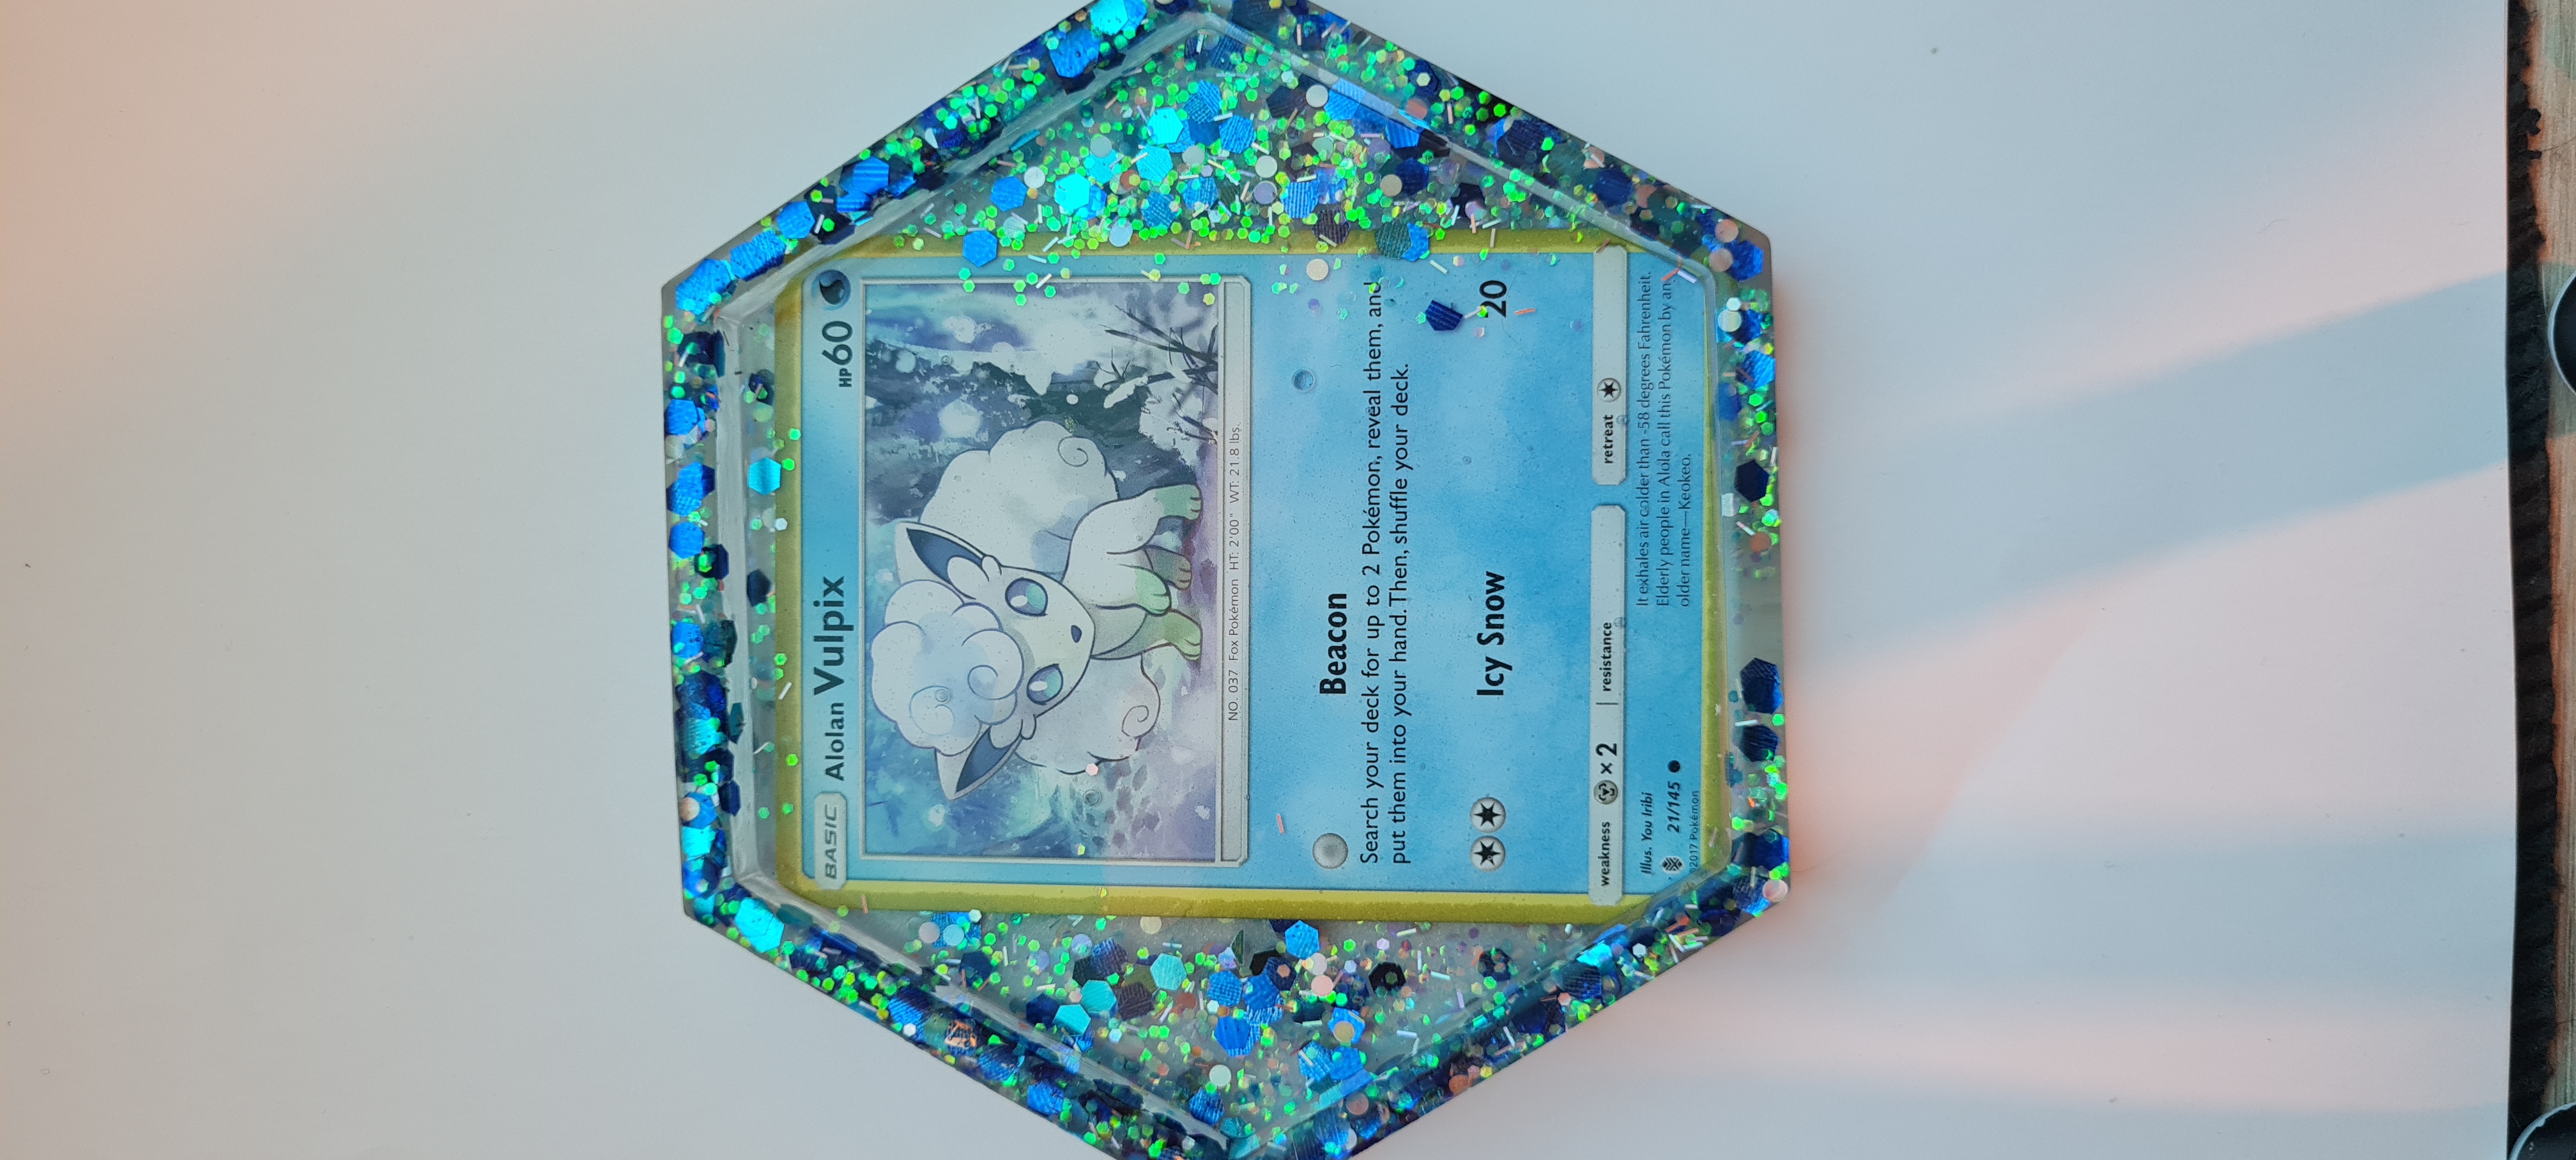 BASIC Alolan Vulpix HP 60
NO. 037 Fox Pokémon HT: 2'00" WT: 21.8 lbs.
Beacon
Search your deck for up to 2 Pokémon, reveal them, and
put them into your hand. Then, shuffle your deck.
Icy Snow 20
weakness ×2 resistance retreat
Illus. You Iribi
21/145
©2017 Pokémon
It exhales air colder than -58 degrees Fahrenheit.
Elderly people in Alola call this Pokémon by an
older name—Keokeo.